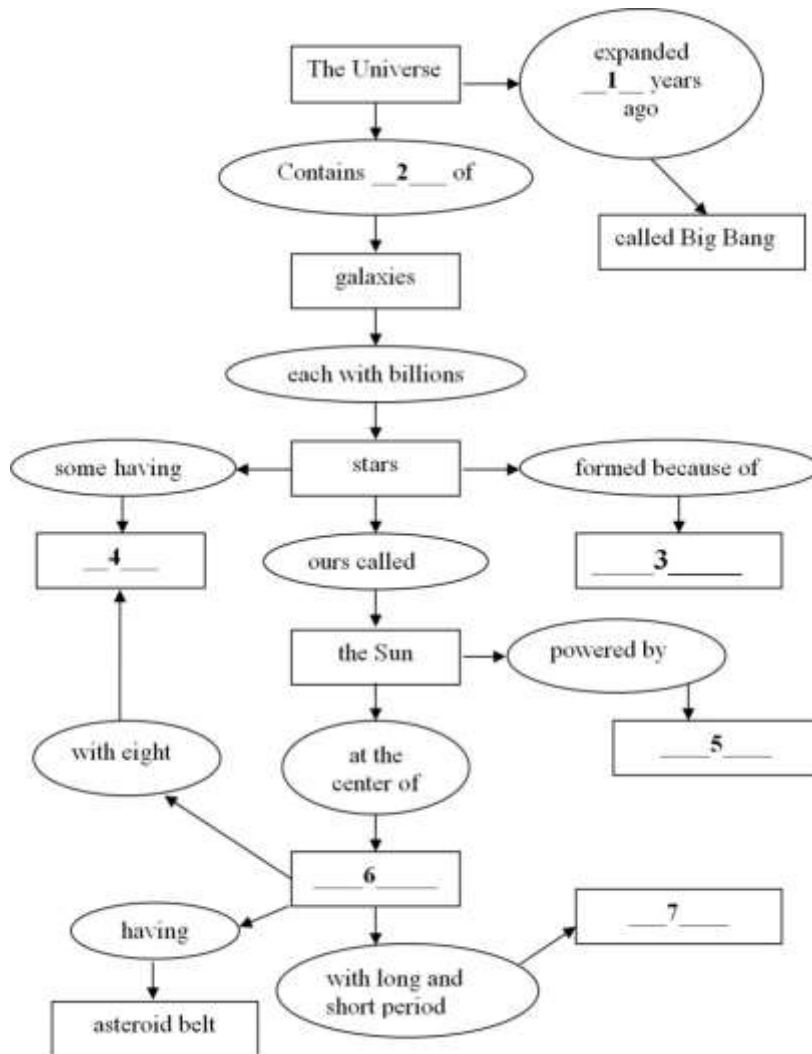 The Universe
expanded
__1__ years
ago
Contains __2___ of
called Big Bang
galaxies
each with billions
some having
stars
formed because of
__4___
ours called
_____3______
the Sun
powered by
with eight
at the
center of
____5____
____6_____
___7____
having
with long and
short period
asteroid belt